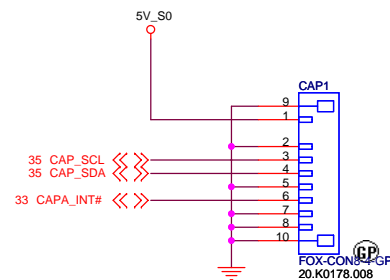 5V_S0
CAP1
9
1
2
35 CAP_SCL 3
35 CAP_SDA 4
5
33 CAPA_INT# 6
7
8
10
GP
FOX-CON8-4-GP
20.K0178.008